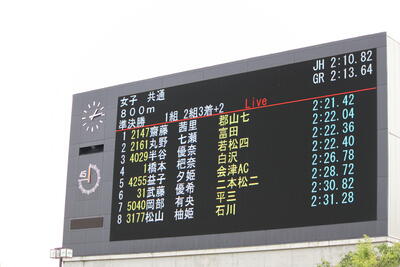 女子 共通
８００ｍ
準決勝 1組 2組3着+2
JH 2:10.82
GR 2:13.64
Live
1 2147 齋藤 茜里 郡山七 2:21.42
2 2161 丸野 七瀬 富田 2:22.04
3 4029 半谷 優奈 若松四 2:22.36
4 1 橋本 杷奈 白沢 2:22.40
5 4255 益子 夕姫 会津AC 2:26.78
6 31 武藤 優希 二本松二 2:28.72
7 5040 岡部 有央 平三 2:30.82
8 3177 松山 柚姫 石川 2:31.28